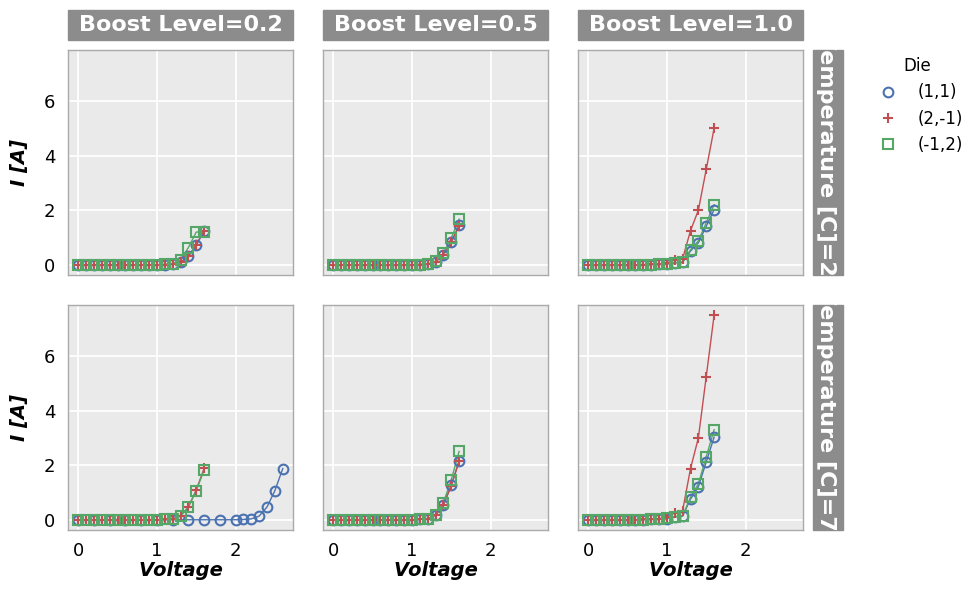 Boost Level=0.2 Boost Level=0.5 Boost Level=1.0
Die
(1,1)
(2,-1)
(-1,2)
6
4
2
0
I [A]
emperature [C]=2
6
4
2
0
I [A]
emperature [C]=7
0 1 2 0 1 2 0 1 2
Voltage Voltage Voltage